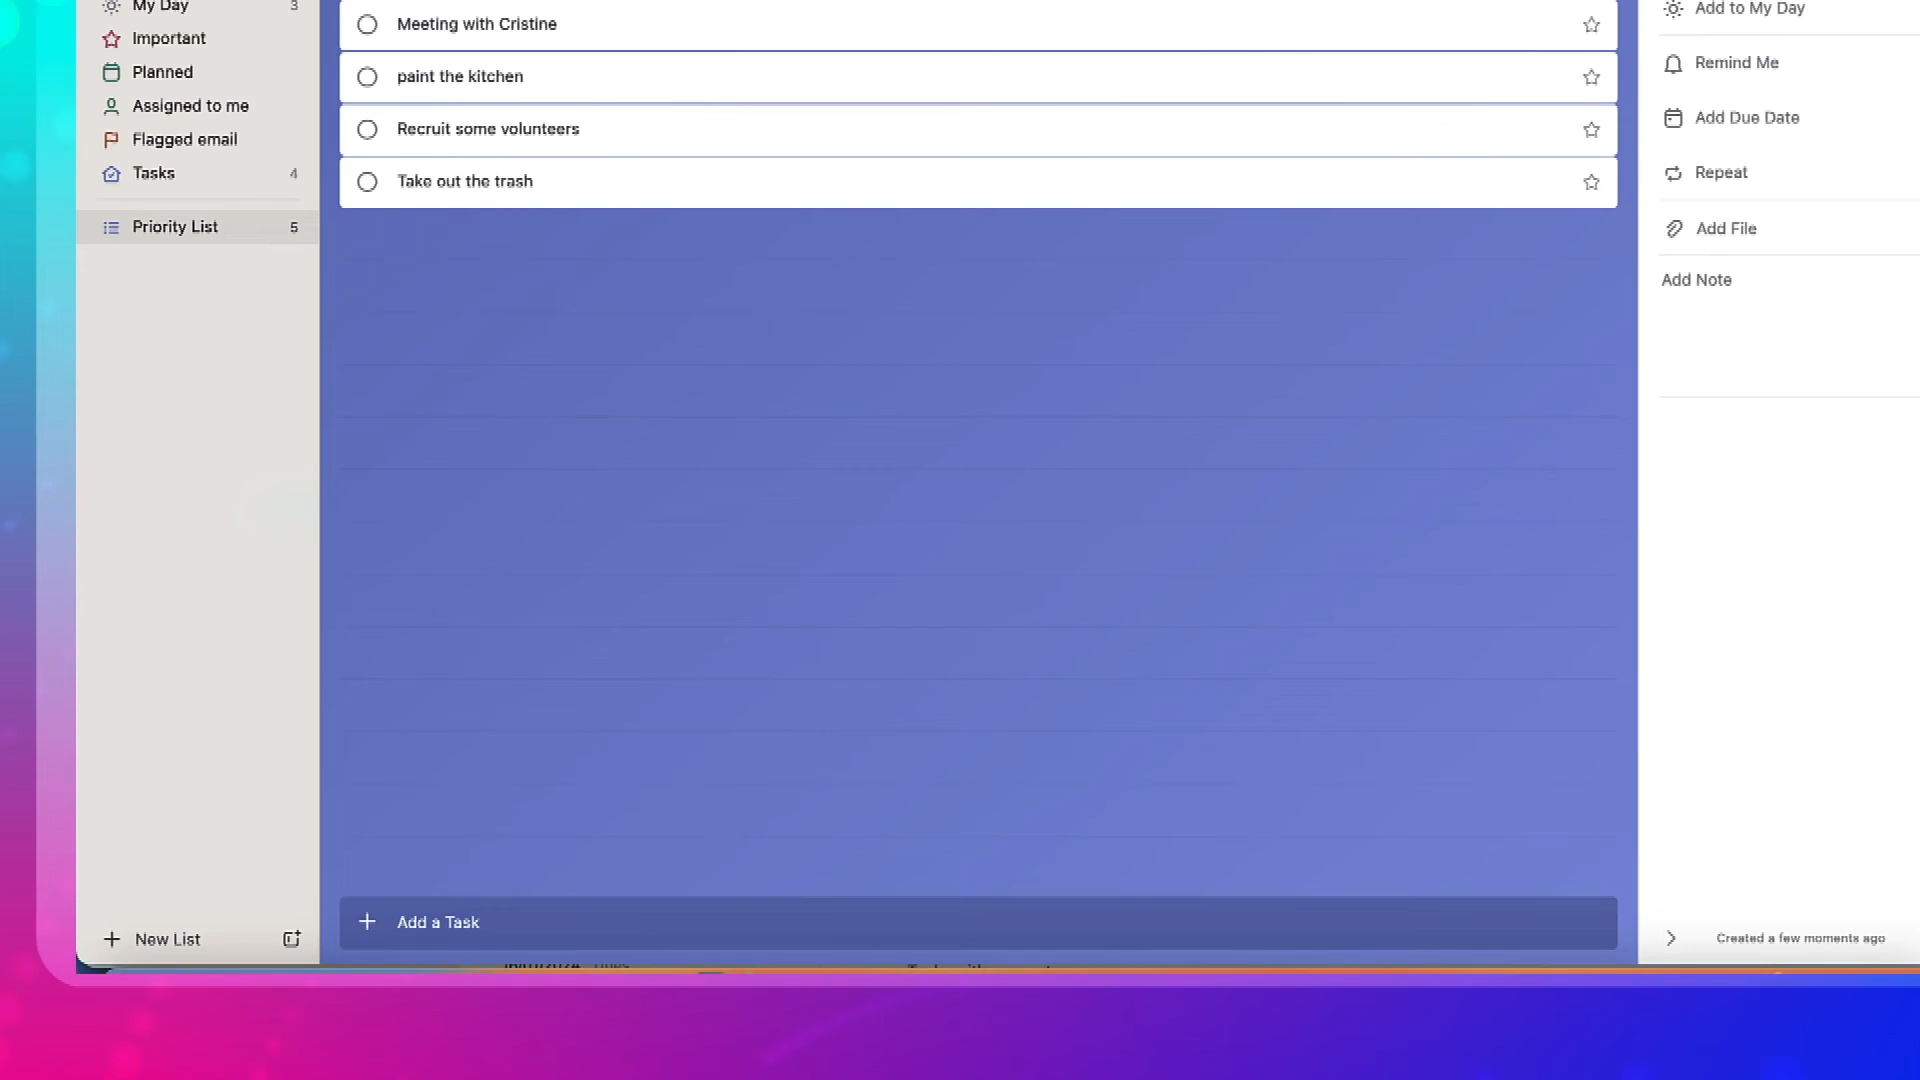 My Day 3
Important
Planned
Assigned to me
Flagged email
Tasks 4
Priority List 5
New List
Meeting with Cristine
paint the kitchen
Recruit some volunteers
Take out the trash
Add a Task
Add to My Day
Remind Me
Add Due Date
Repeat
Add File
Add Note
Created a few moments ago